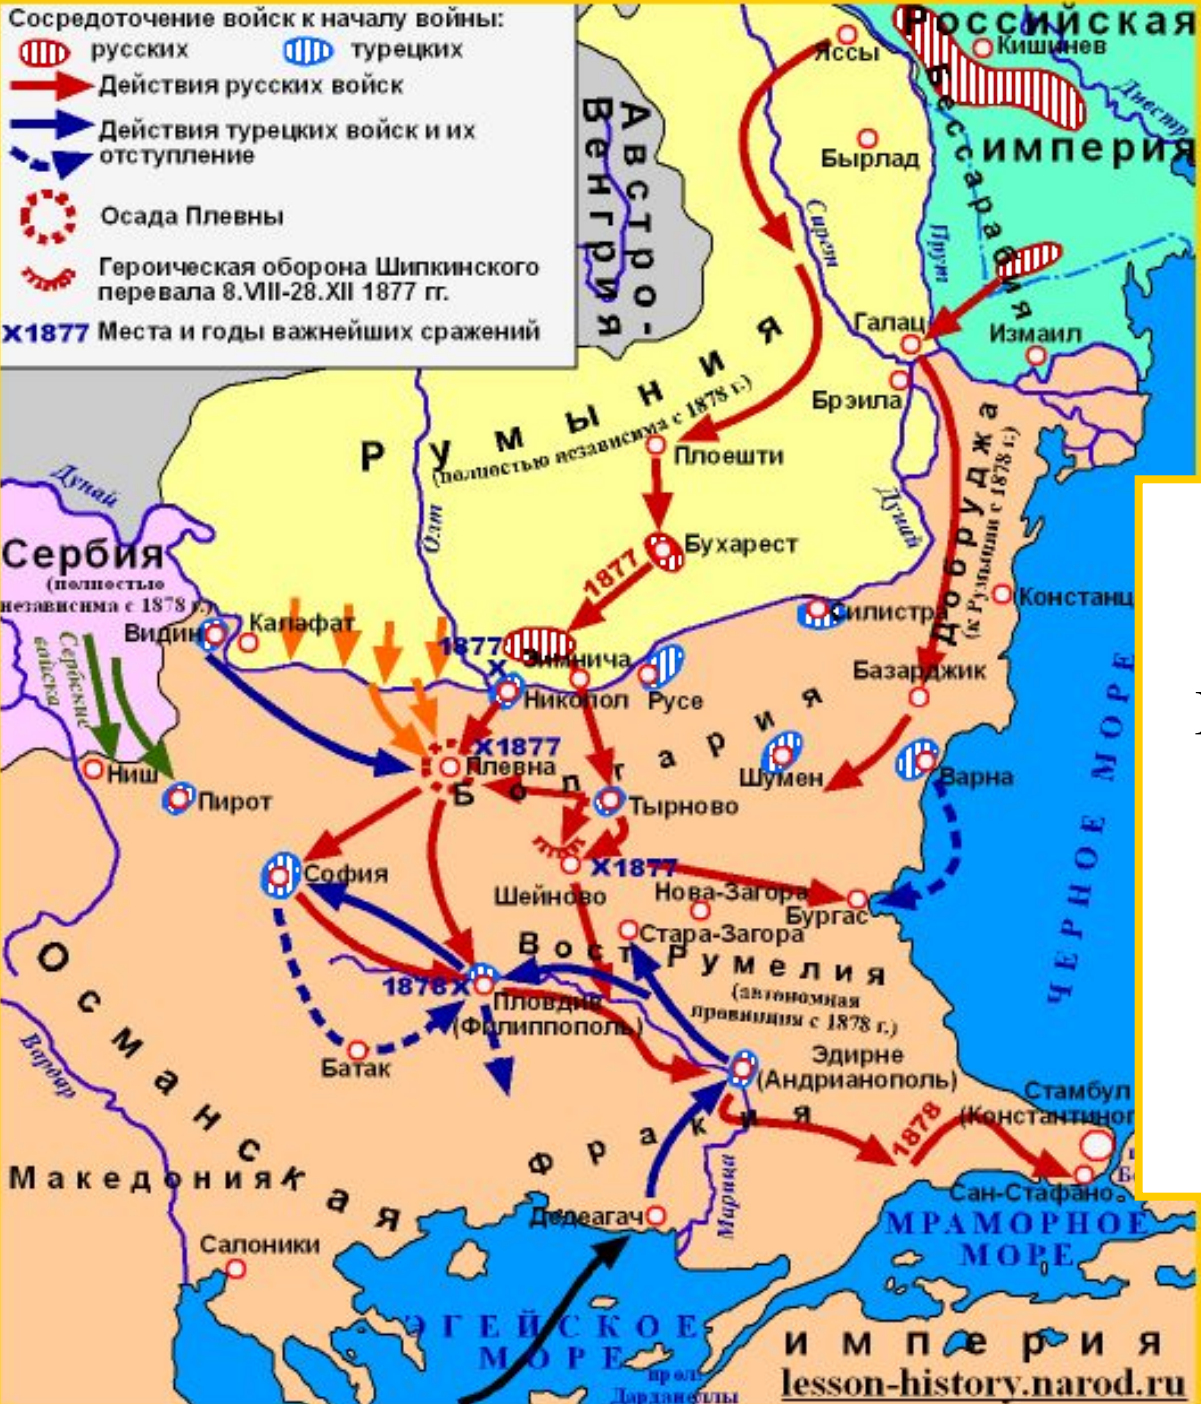 Сосредоточение войск к началу войны:
русских
турецких
Действия русских войск
Действия турецких войск и их
отступление
Осада Плевны
Героическая оборона Шипкинского
перевала 8.VIII-28.XII 1877 гг.
X1877 Места и годы важнейших сражений
Российская
империя
Кишинев
Яссы
Днестр
Бессарабия
Бырлад
Австро-
Венгрия
Сирет
Прут
Галац
Измаил
Брэила
Румыния
(полностью независима с 1878 г.)
Плоешти
Дунай
Олт
Дунай
Добруджа
(к Румынии с 1878 г.)
Бухарест
1877
Сербия
(полностью
независима с 1878 г.)
Констанц
Силистр
Калафат
Видин
Сербские
войска
1877
X
Зимнича
Никопол
Русе
Базарджик
X1877
Плевна
Болгария
Шумен
Варна
Ниш
Пирот
Тырново
ЧЕРНОЕ МОРЕ
София
X1877
Шейново
Нова-Загора
Бургас
Стара-Загора
Вост Румелия
(автономная
провинция с 1878 г.)
1878 X
Пловдив
(Филиппополь)
Батак
Эдирне
(Андрианополь)
Стамбул
(Константиноп
1878
Османская
Вардар
Македония
Фракия
Марица
Сан-Стафано
Дедеагач
Салоники
МРАМОРНОЕ
МОРЕ
ЭГЕЙСКОЕ
МОРЕ
прол.
Дарданеллы
империя
lesson-history.narod.ru